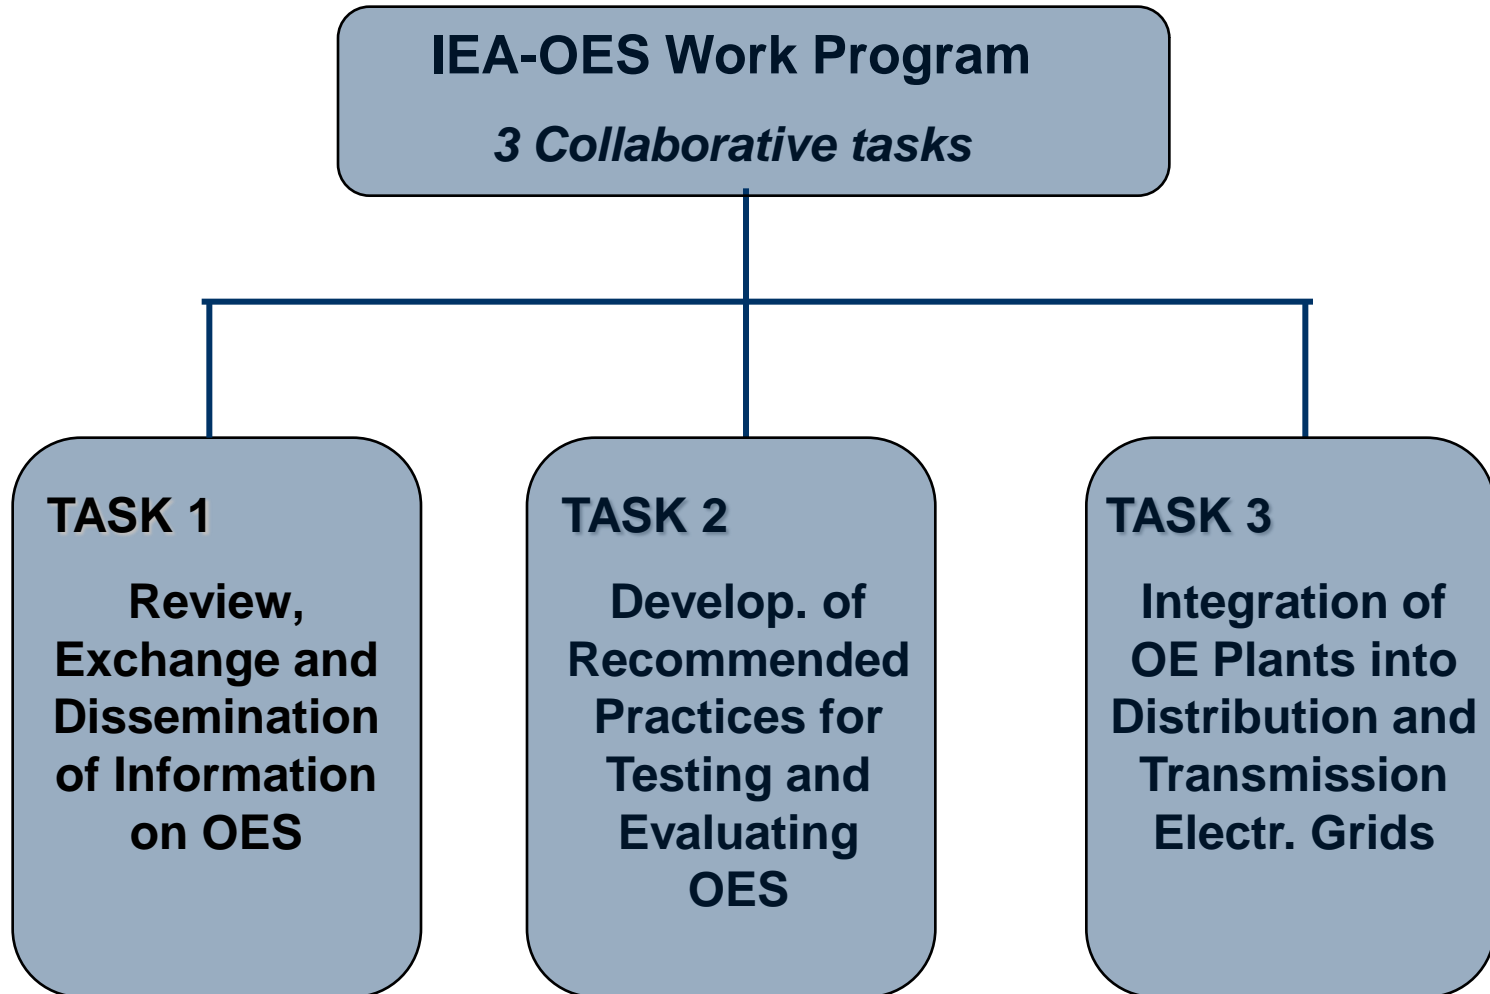 IEA-OES Work Program
3 Collaborative tasks
TASK 1
Review,
Exchange and
Dissemination
of Information
on OES
TASK 2
Develop. of
Recommended
Practices for
Testing and
Evaluating
OES
TASK 3
Integration of
OE Plants into
Distribution and
Transmission
Electr. Grids